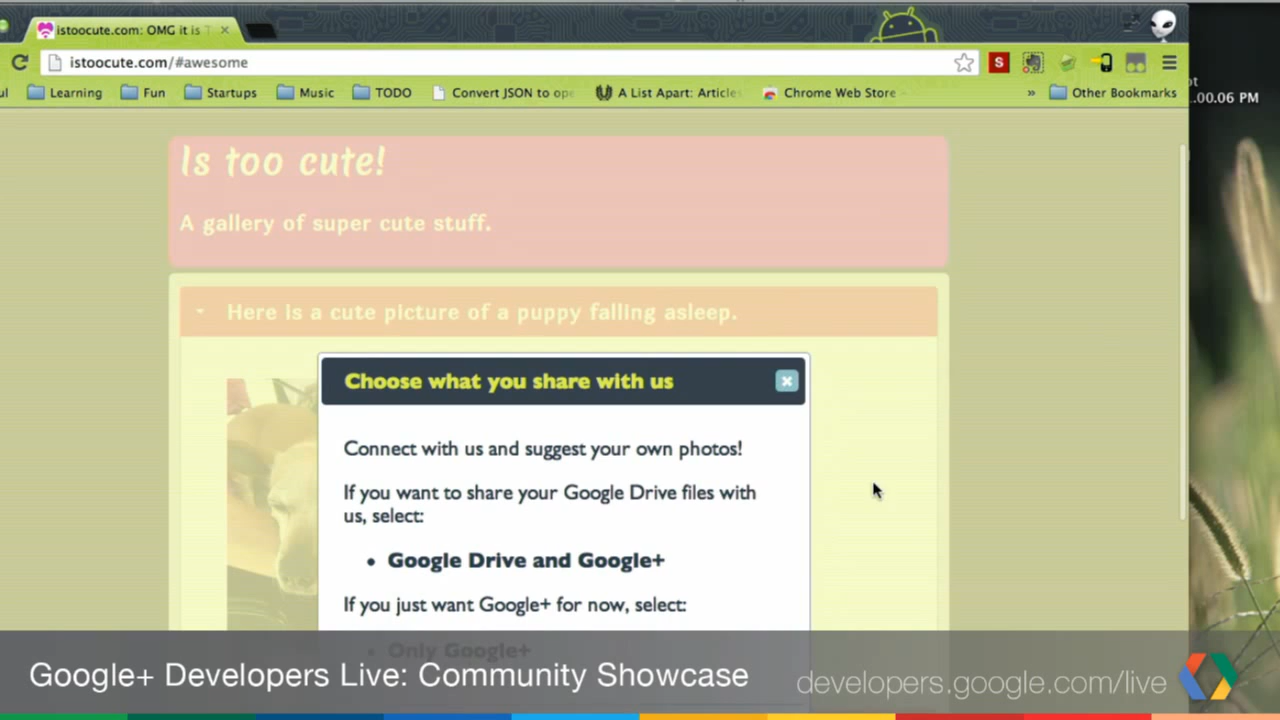 istoocute.com: OMG it is T
istoocute.com/#awesome
S
Learning Fun Startups Music TODO Convert JSON to ope A List Apart: Article Chrome Web Store » Other Bookmarks
.00.06 PM
Is too cute!
A gallery of super cute stuff.
Here is a cute picture of a puppy falling asleep.
Choose what you share with us
Connect with us and suggest your own photos!
If you want to share your Google Drive files with
us, select:
• Google Drive and Google+
If you just want Google+ for now, select:
• Only Google+
Google+ Developers Live: Community Showcase
developers.google.com/live